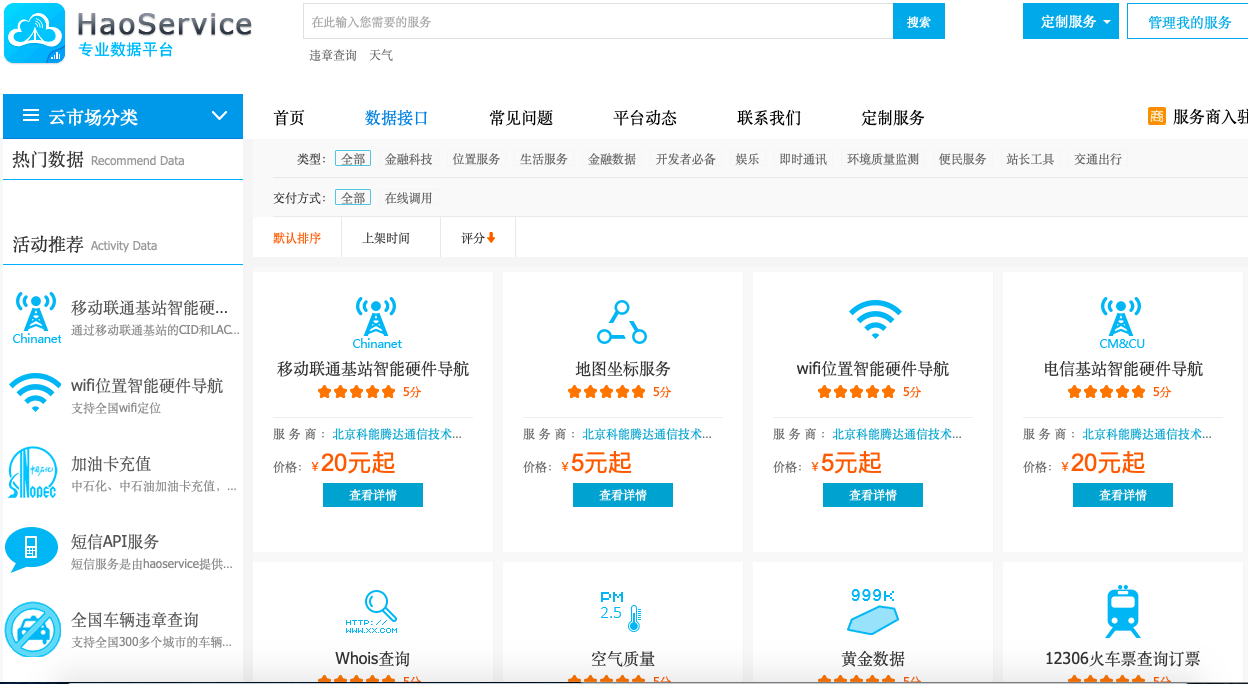 HaoService
专业数据平台
在此输入您需要的服务
搜索
定制服务
管理我的服务
违章查询 天气
云市场分类
首页 数据接口 常见问题 平台动态 联系我们 定制服务
商 服务商入驻
热门数据 Recommend Data
类型: 全部 金融科技 位置服务 生活服务 金融数据 开发者必备 娱乐 即时通讯 环境质量监测 便民服务 站长工具 交通出行
交付方式: 全部 在线调用
默认排序 上架时间 评分
活动推荐 Activity Data
Chinanet
移动联通基站智能硬...
通过移动联通基站的CID和LAC...
wifi位置智能硬件导航
支持全国wifi定位
SINOPEC
加油卡充值
中石化、中石油加油卡充值，...
短信API服务
短信服务是由haoservice提供...
全国车辆违章查询
支持全国300多个城市的车辆...
Chinanet
移动联通基站智能硬件导航
5分
服 务 商： 北京科能腾达通信技术...
价格: ¥20元起
查看详情
地图坐标服务
5分
服 务 商： 北京科能腾达通信技术...
价格: ¥5元起
查看详情
wifi位置智能硬件导航
5分
服 务 商： 北京科能腾达通信技术...
价格: ¥5元起
查看详情
CM&CU
电信基站智能硬件导航
5分
服 务 商： 北京科能腾达通信技术...
价格: ¥20元起
查看详情
HTTP://
WWW.XX.COM
Whois查询
5分
PM
2.5
空气质量
5分
999K
黄金数据
5分
12306火车票查询订票
5分